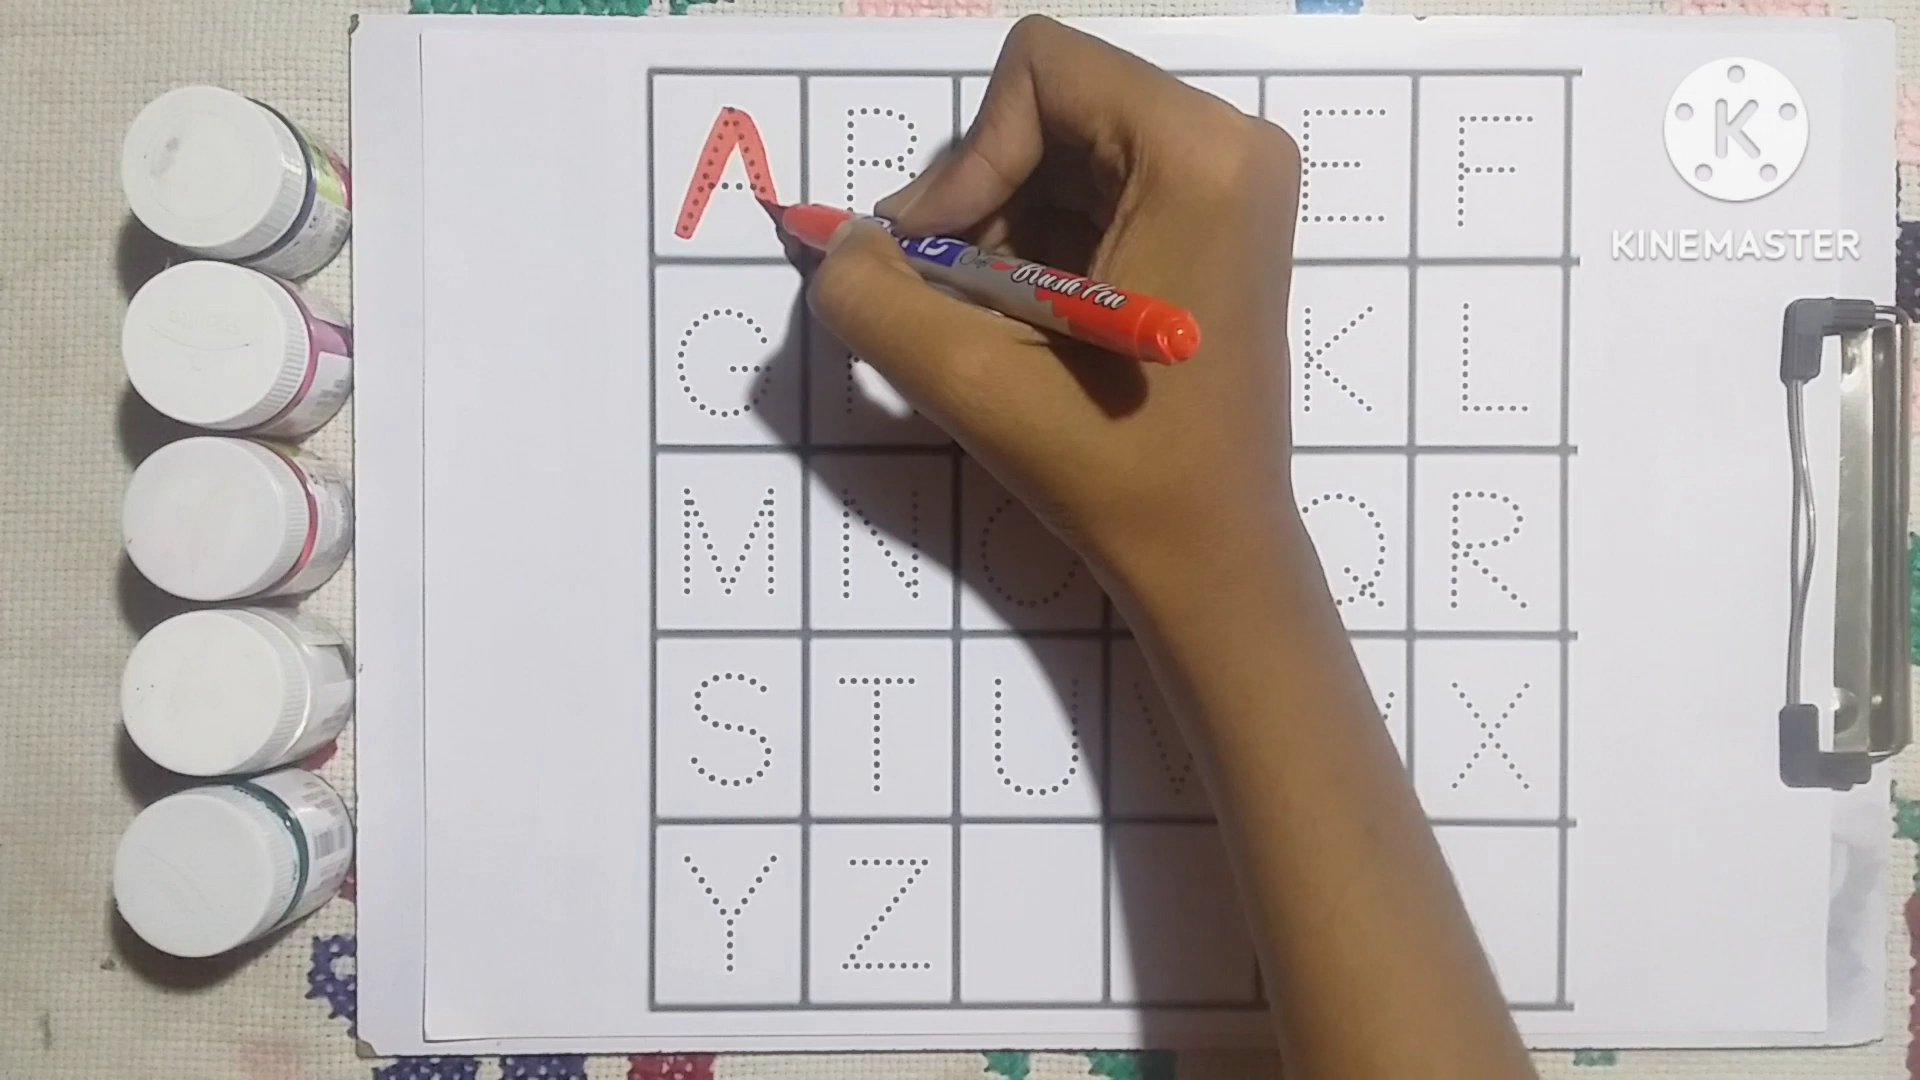 A B E F
K
KINEMASTER
Brush Pen
G K L
M N O Q R
S T U V X
Y Z